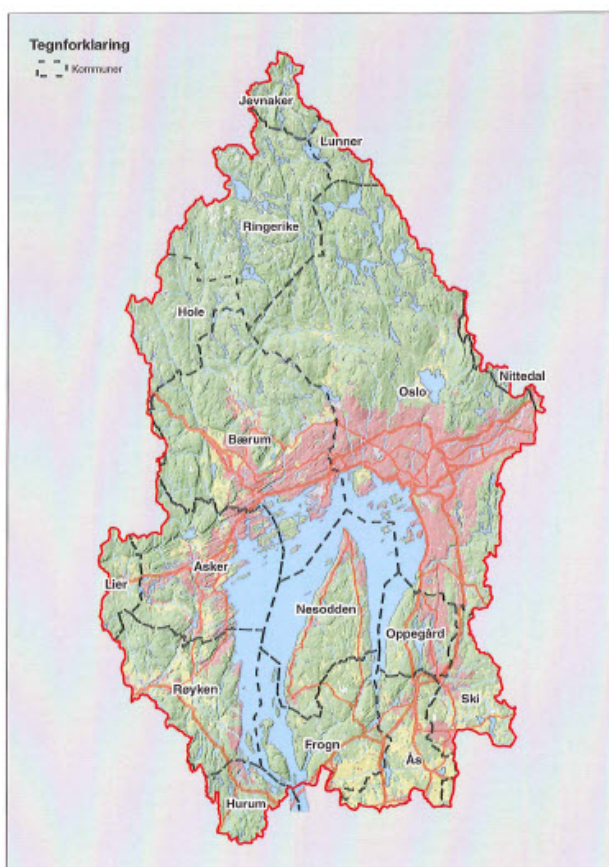 Tegnforklaring
Kommuner
Jevnaker
Lunner
Ringerike
Hole
Nittedal
Oslo
Bærum
Asker
Lier
Nesodden
Oppegård
Røyken
Ski
Frogn
Ås
Hurum